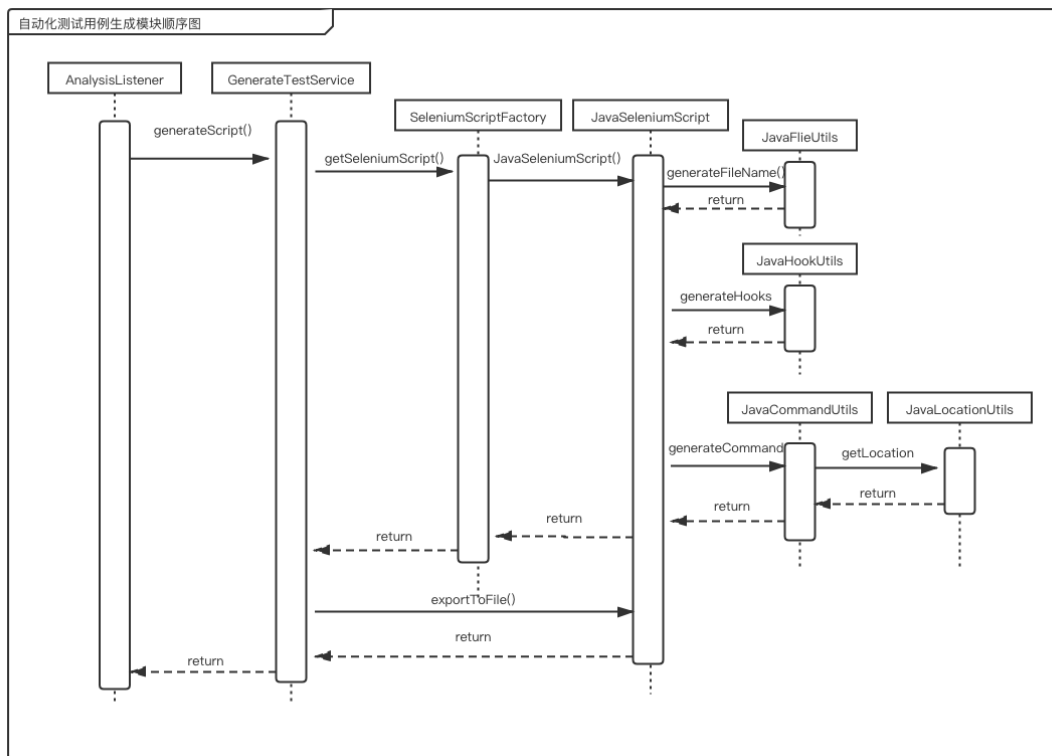 自动化测试用例生成模块顺序图
AnalysisListener
GenerateTestService
SeleniumScriptFactory
JavaSeleniumScript
JavaFlieUtils
generateScript()
getSeleniumScript()
JavaSeleniumScript()
generateFileName()
return
JavaHookUtils
generateHooks
return
JavaCommandUtils
JavaLocationUtils
generateCommand
getLocation
return
return
return
return
exportToFile()
return
return